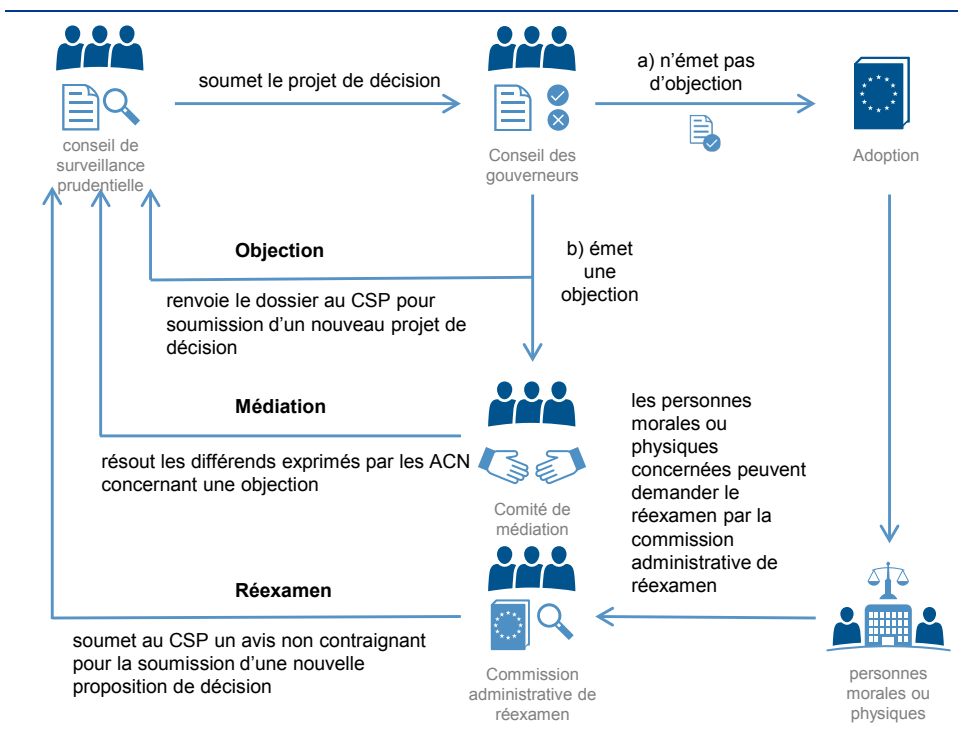 soumet le projet de décision
a) n’émet pas
d’objection
conseil de
surveillance
prudentielle
Conseil des
gouverneurs
Adoption
Objection
b) émet
une
objection
renvoie le dossier au CSP pour
soumission d’un nouveau projet de
décision
Médiation
résout les différends exprimés par les ACN
concernant une objection
Comité de
médiation
les personnes
morales ou
physiques
concernées peuvent
demander le
réexamen par la
commission
administrative de
réexamen
Réexamen
soumet au CSP un avis non contraignant
pour la soumission d’une nouvelle
proposition de décision
Commission
administrative de
réexamen
personnes
morales ou
physiques